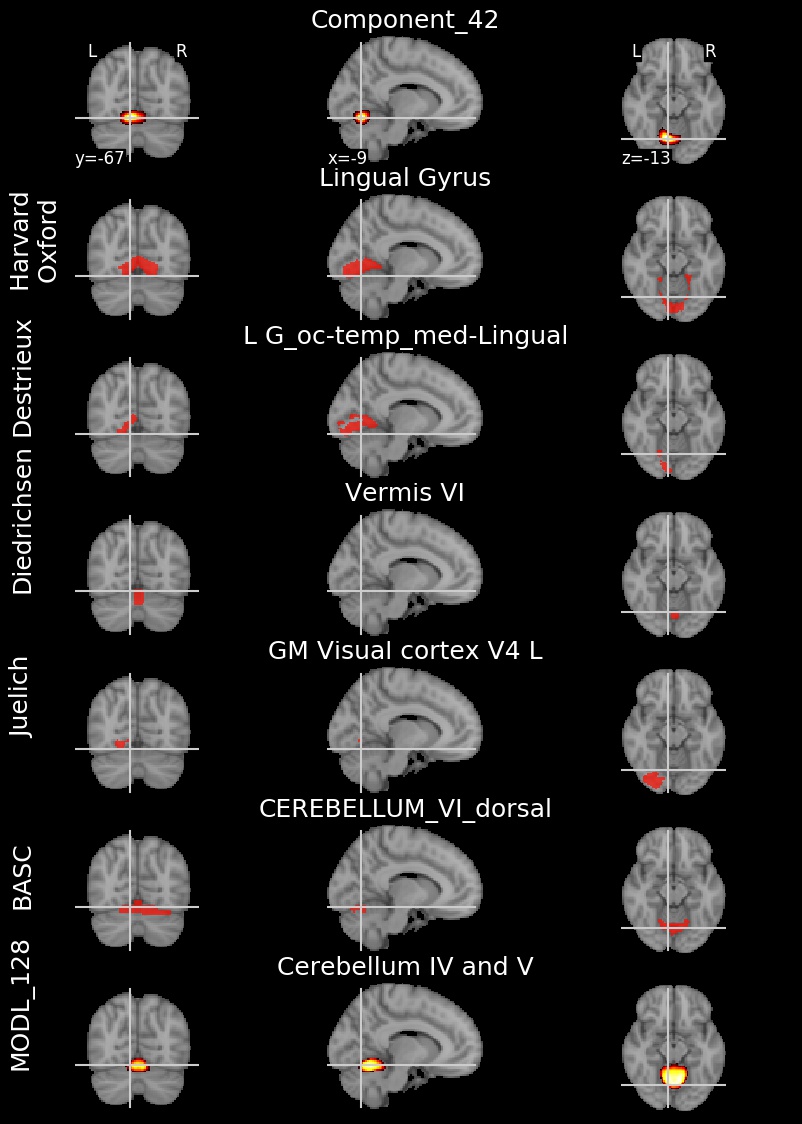 Component_42
L R L R
y=-67 x=-9 z=-13
Lingual Gyrus
Harvard
Oxford
L G_oc-temp_med-Lingual
Destrieux
Vermis VI
Diedrichsen
GM Visual cortex V4 L
Juelich
CEREBELLUM_VI_dorsal
BASC
Cerebellum IV and V
MODL_128